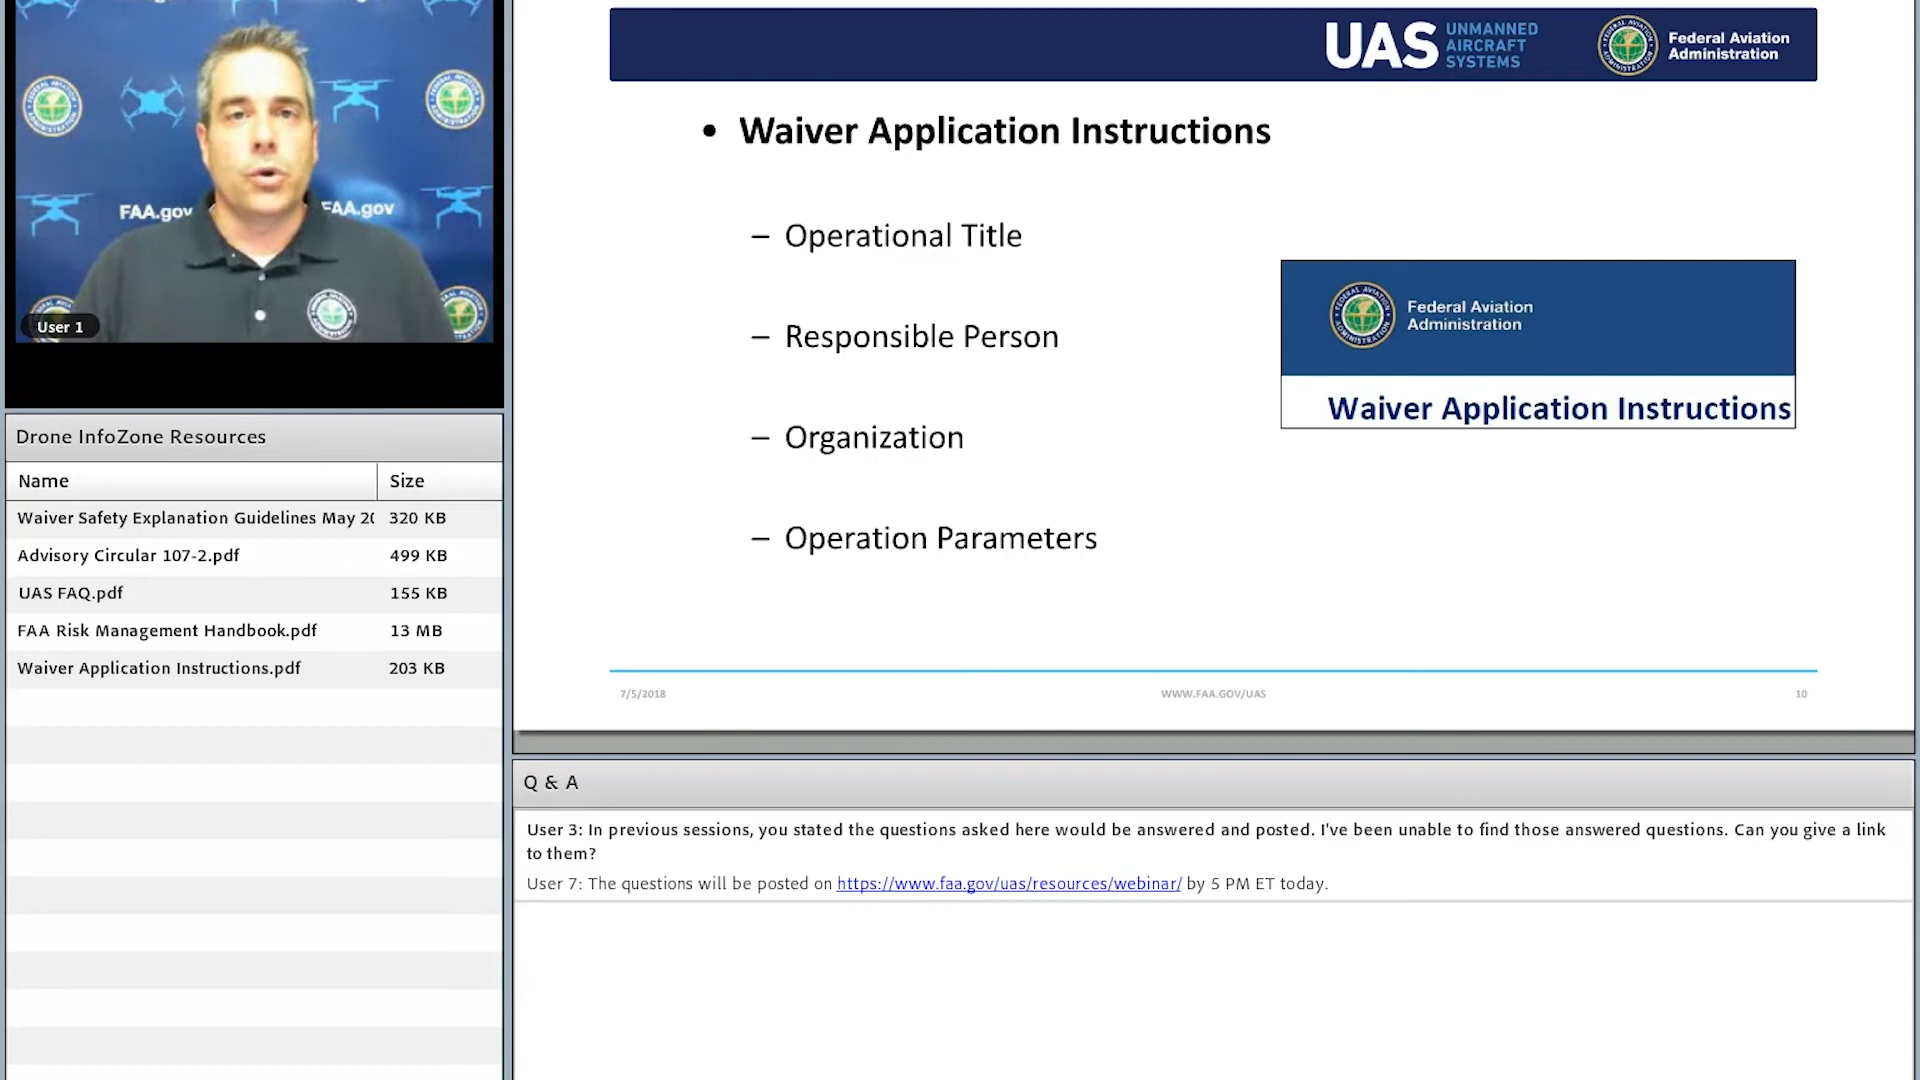 FAA.gov
FAA.gov
User 1
Drone InfoZone Resources
Name Size
Waiver Safety Explanation Guidelines May 20 320 KB
Advisory Circular 107-2.pdf 499 KB
UAS FAQ.pdf 155 KB
FAA Risk Management Handbook.pdf 13 MB
Waiver Application Instructions.pdf 203 KB
UAS UNMANNED
AIRCRAFT
SYSTEMS
Federal Aviation
Administration
• Waiver Application Instructions
– Operational Title
– Responsible Person
– Organization
– Operation Parameters
Federal Aviation
Administration
Waiver Application Instructions
7/5/2018 WWW.FAA.GOV/UAS 10
Q & A
User 3: In previous sessions, you stated the questions asked here would be answered and posted. I've been unable to find those answered questions. Can you give a link
to them?
User 7: The questions will be posted on https://www.faa.gov/uas/resources/webinar/ by 5 PM ET today.